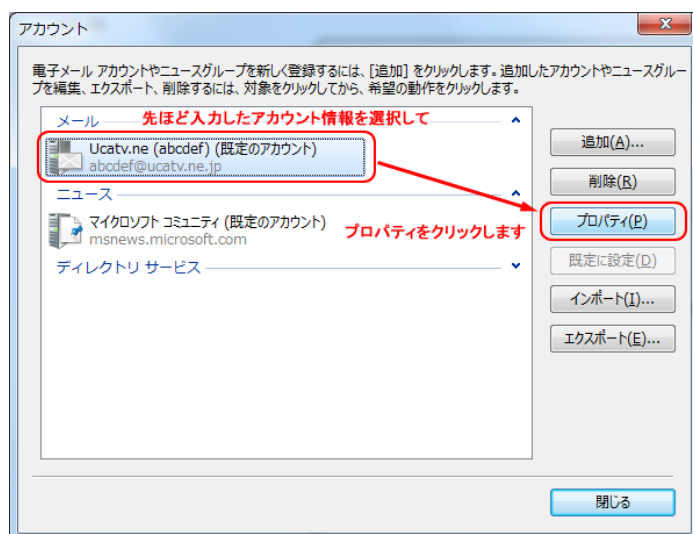 アカウント
電子メール アカウントやニュースグループを新しく登録するには、[追加] をクリックします。追加したアカウントやニュースグルー
プを編集、エクスポート、削除するには、対象をクリックしてから、希望の動作をクリックします。
メール
先ほど入力したアカウント情報を選択して
Ucatv.ne (abcdef) (既定のアカウント)
abcdef@ucatv.ne.jp
ニュース
マイクロソフト コミュニティ (既定のアカウント)
msnews.microsoft.com
プロパティをクリックします
ディレクトリ サービス
追加(A)...
削除(R)
プロパティ(P)
既定に設定(D)
インポート(I)...
エクスポート(E)...
閉じる